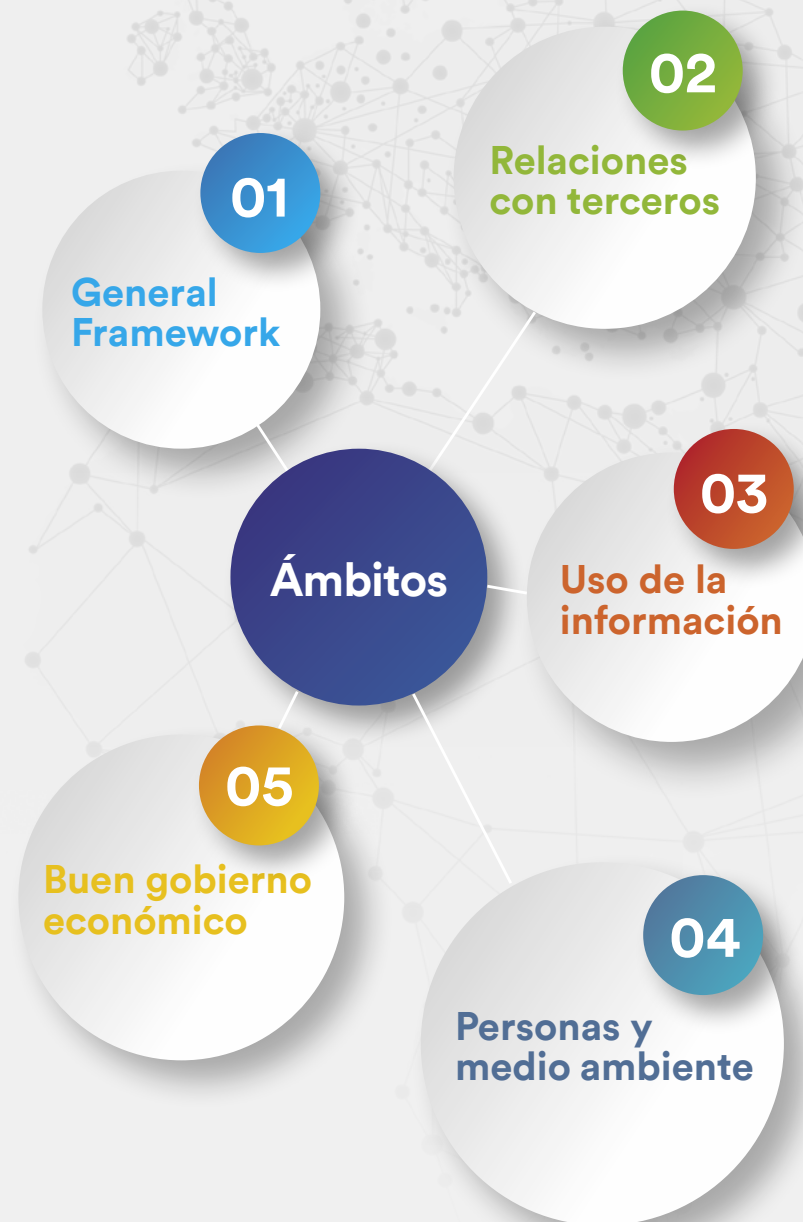 01
General
Framework
02
Relaciones
con terceros
Ámbitos
03
Uso de la
información
05
Buen gobierno
económico
04
Personas y
medio ambiente